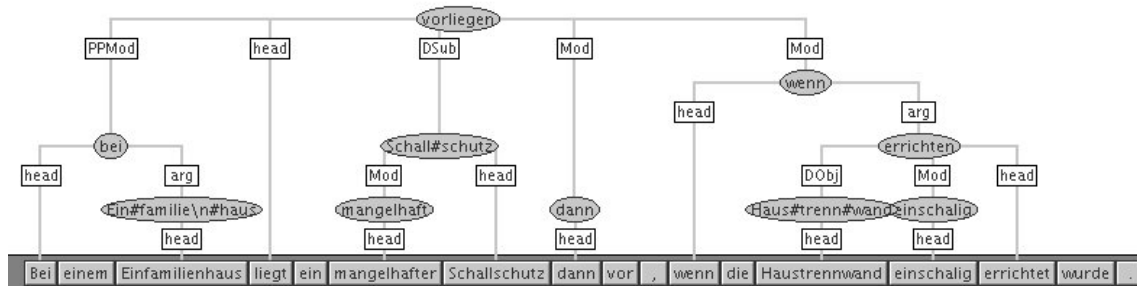 vorliegen
PPMod head DSub Mod Mod
wenn
head arg
bei Schall#schutz errichten
head arg Mod head DObj Mod head
Ein#familie\n#haus mangelhaft dann Haus#trenn#wand einschalig
head head head head head
Bei einem Einfamilienhaus liegt ein mangelhafter Schallschutz dann vor , wenn die Haustrennwand einschalig errichtet wurde .